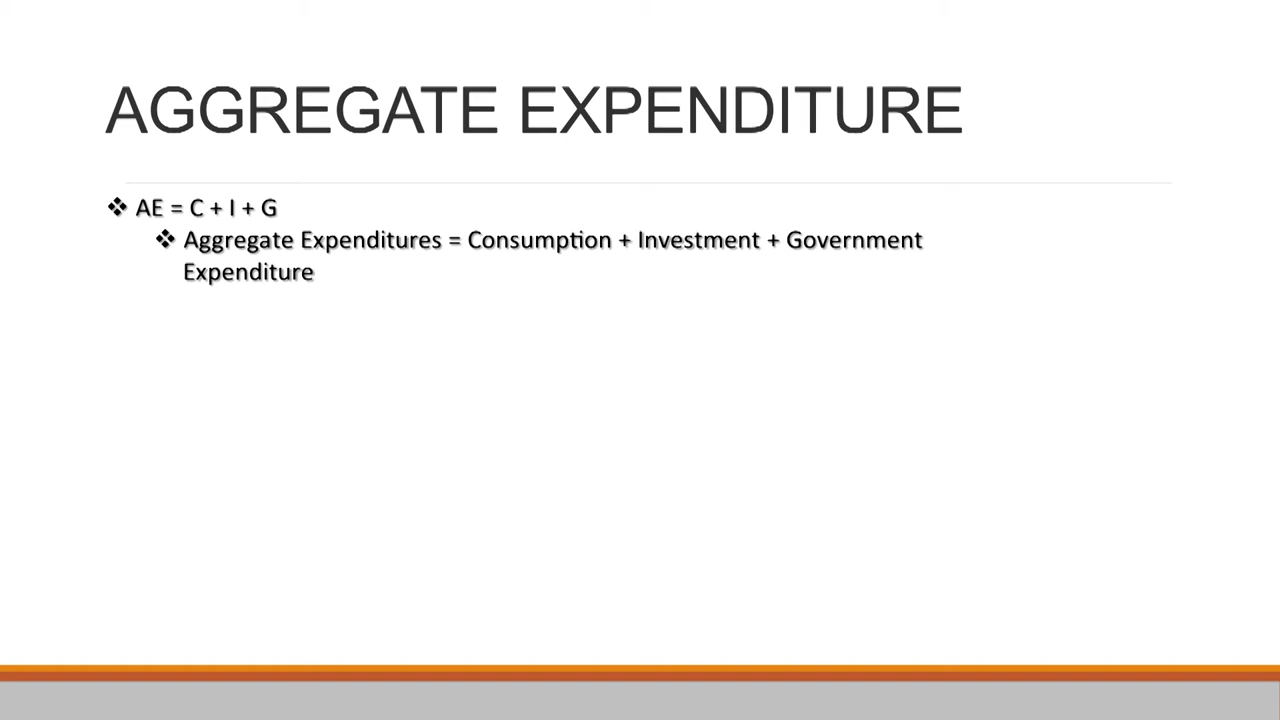 AGGREGATE EXPENDITURE
❖ AE = C + I + G
❖ Aggregate Expenditures = Consumption + Investment + Government
Expenditure